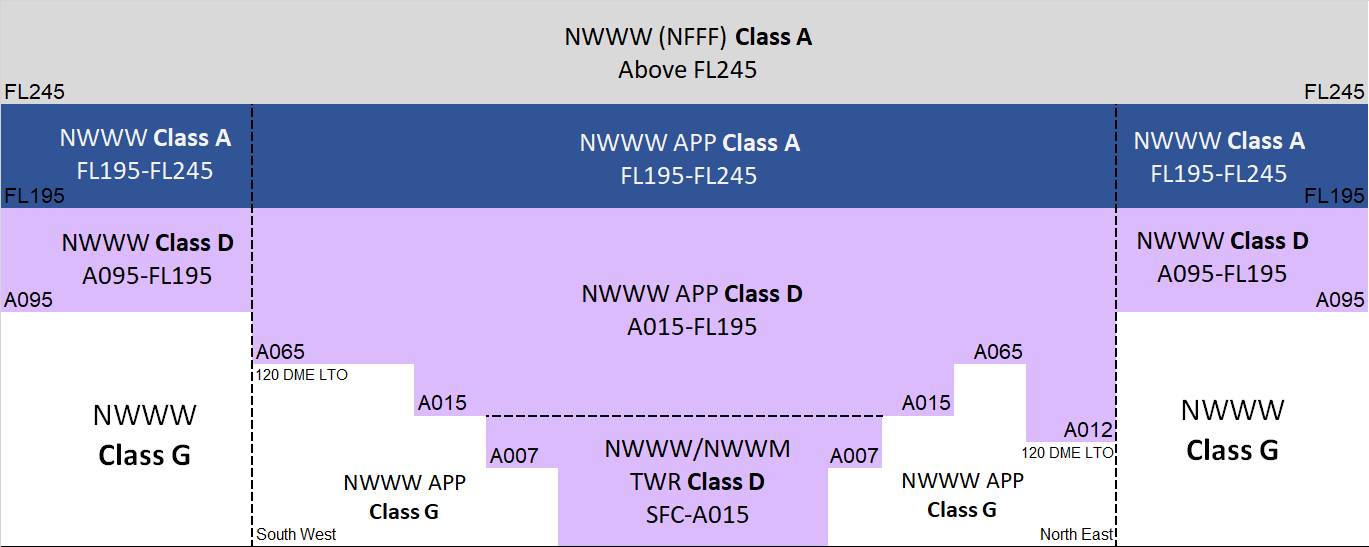 NWWW (NFFF) Class A
Above FL245
FL245
FL245
NWWW Class A
FL195-FL245
NWWW APP Class A
FL195-FL245
NWWW Class A
FL195-FL245
FL195
FL195
NWWW Class D
A095-FL195
NWWW APP Class D
A015-FL195
NWWW Class D
A095-FL195
A095
A095
A065
120 DME LTO
A065
A015
A015
A012
120 DME LTO
NWWW
Class G
NWWW APP
Class G
A007
NWWW/NWWM
TWR Class D
SFC-A015
A007
NWWW APP
Class G
NWWW
Class G
South West
North East